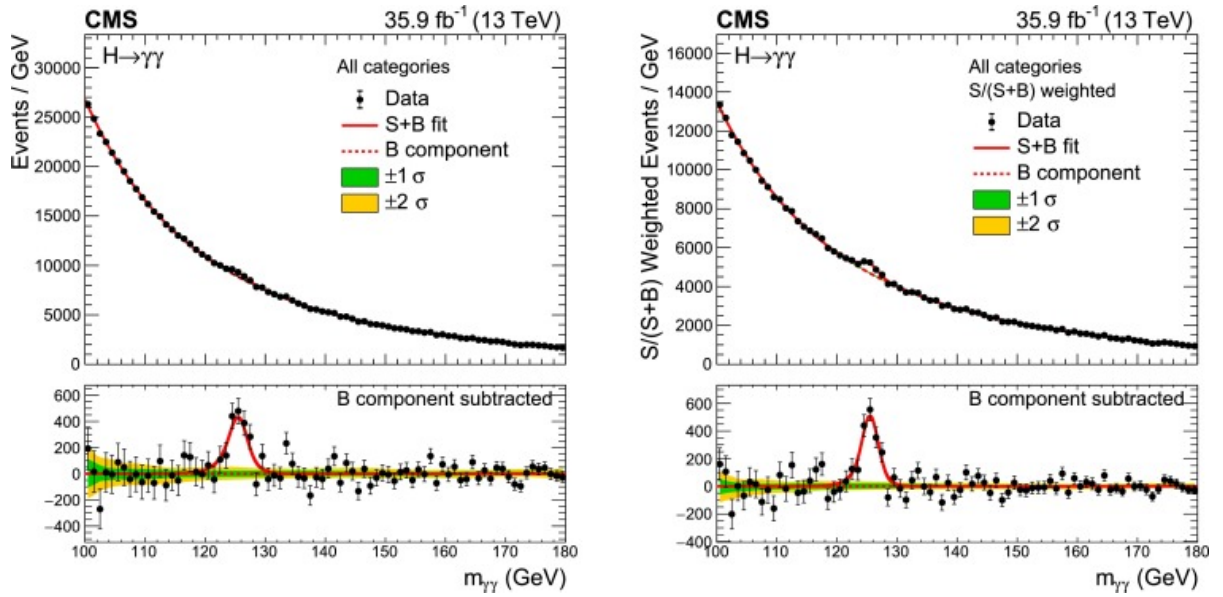 CMS 35.9 fb⁻¹ (13 TeV)
H→γγ
All categories
Data
S+B fit
B component
±1 σ
±2 σ
Events / GeV
30000
25000
20000
15000
10000
5000
0
B component subtracted
600
400
200
0
−200
−400
100 110 120 130 140 150 160 170 180
mγγ (GeV)
CMS 35.9 fb⁻¹ (13 TeV)
H→γγ
All categories
S/(S+B) weighted
Data
S+B fit
B component
±1 σ
±2 σ
S/(S+B) Weighted Events / GeV
16000
14000
12000
10000
8000
6000
4000
2000
0
B component subtracted
600
400
200
0
−200
−400
100 110 120 130 140 150 160 170 180
mγγ (GeV)